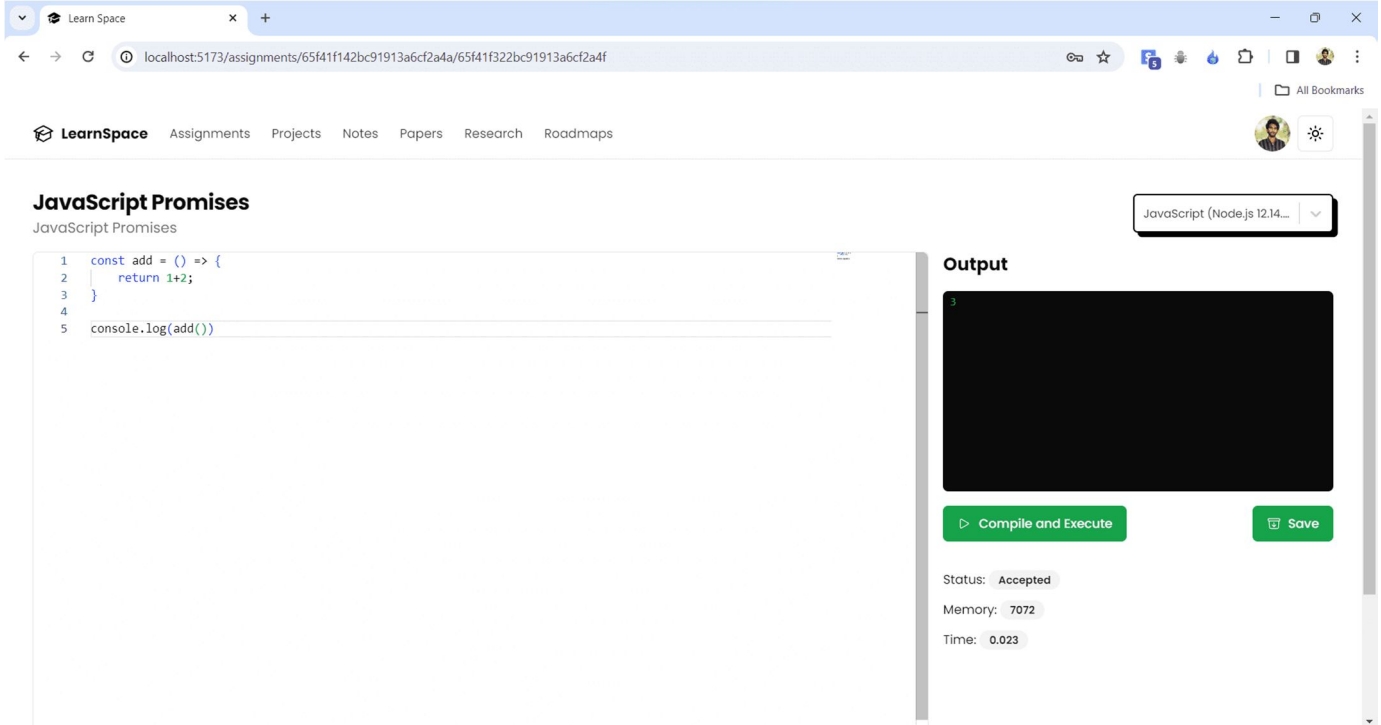 Learn Space
localhost:5173/assignments/65f41f142bc91913a6cf2a4a/65f41f322bc91913a6cf2a4f
5
All Bookmarks
LearnSpace Assignments Projects Notes Papers Research Roadmaps
JavaScript Promises
JavaScript Promises
JavaScript (Node.js 12.14....
1 const add = () => {
2 return 1+2;
3 }
4
5 console.log(add())
Output
3
Compile and Execute
Save
Status: Accepted
Memory: 7072
Time: 0.023